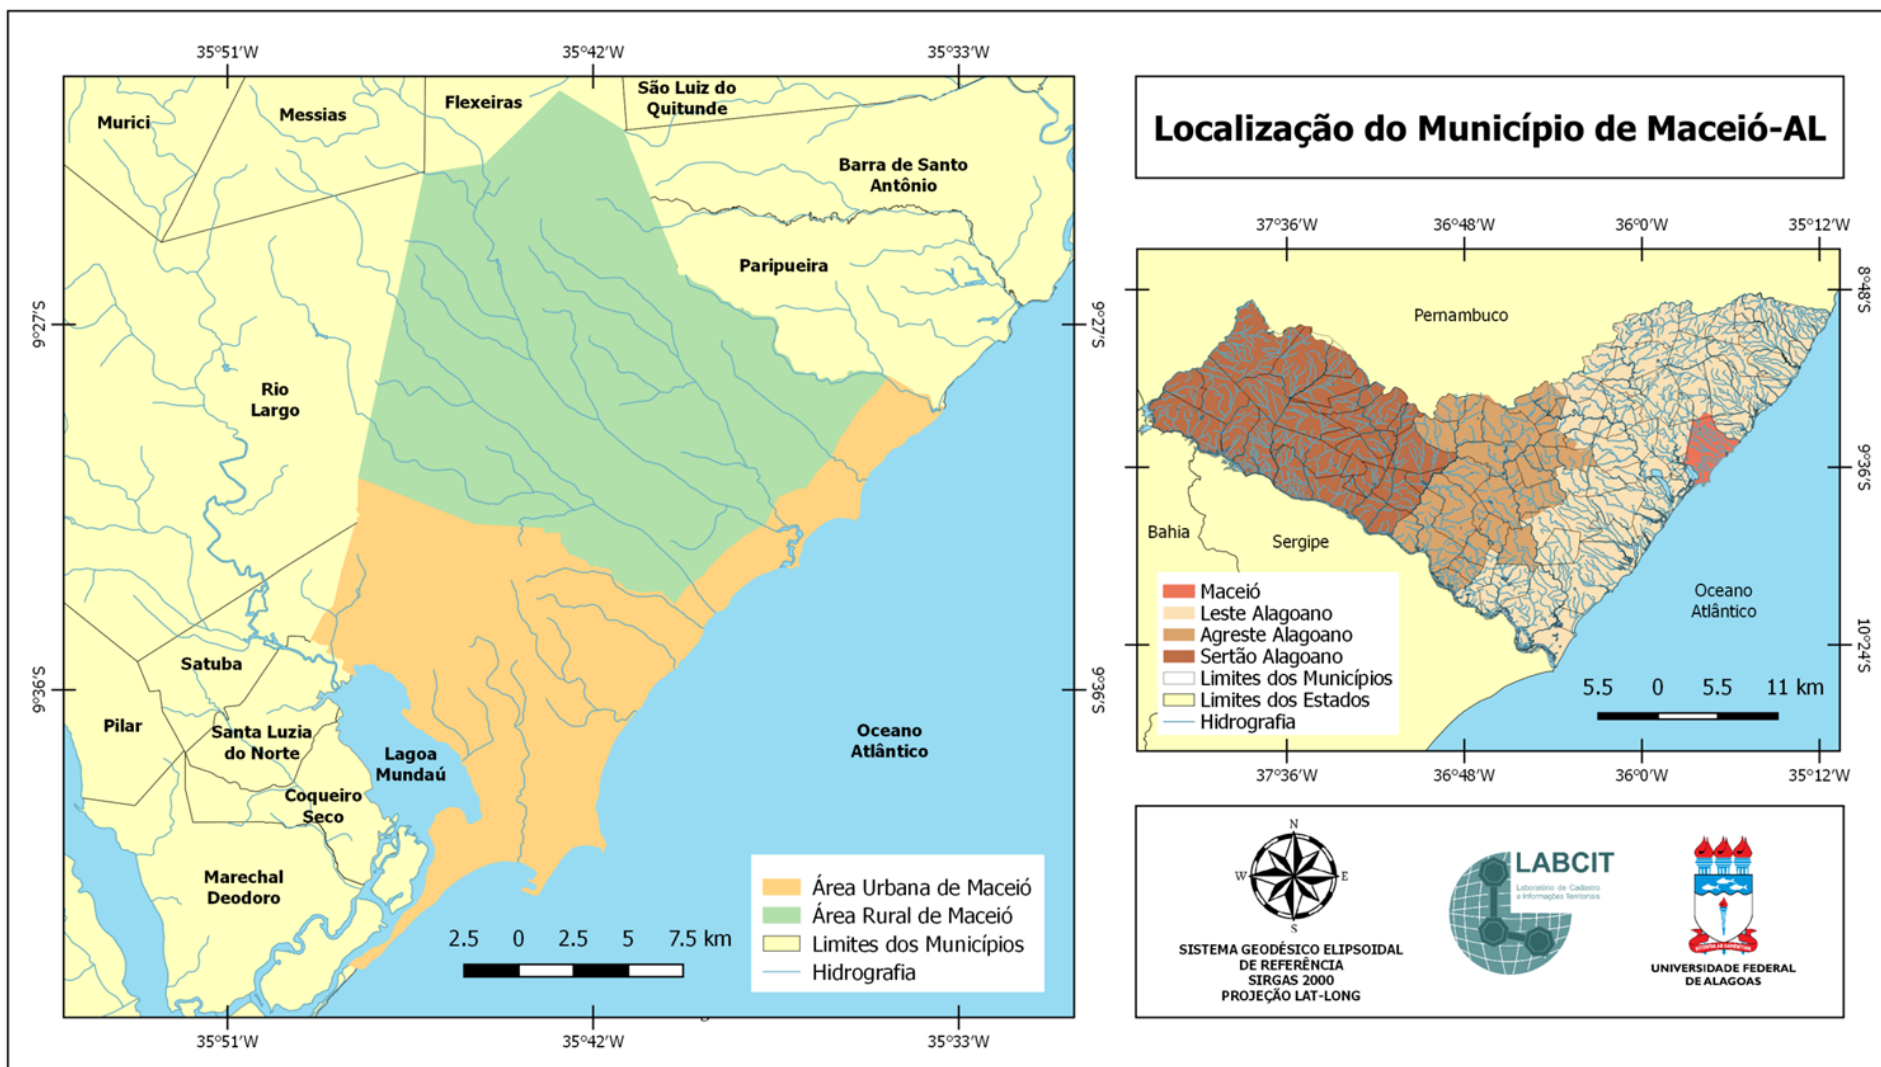 35°51'W
35°42'W
35°33'W
Murici
Messias
Flexeiras
São Luiz do
Quitunde
Barra de Santo
Antônio
Paripueira
9°27'S
9°27'S
Rio
Largo
Satuba
9°36'S
9°36'S
Pilar
Santa Luzia
do Norte
Lagoa
Mundaú
Oceano
Atlântico
Coqueiro
Seco
Marechal
Deodoro
Área Urbana de Maceió
Área Rural de Maceió
Limites dos Municípios
Hidrografia
2.5 0 2.5 5 7.5 km
35°51'W
35°42'W
35°33'W
Localização do Município de Maceió-AL
37°36'W
36°48'W
36°0'W
35°12'W
8°48'S
Pernambuco
9°36'S
Bahia
Sergipe
Oceano
Atlântico
Maceió
Leste Alagoano
Agreste Alagoano
Sertão Alagoano
Limites dos Municípios
Limites dos Estados
Hidrografia
10°24'S
5.5 0 5.5 11 km
37°36'W
36°48'W
36°0'W
35°12'W
N
W
E
S
SISTEMA GEODÉSICO ELIPSOIDAL
DE REFERÊNCIA
SIRGAS 2000
PROJEÇÃO LAT-LONG
LABCIT
Laboratório de Cadastro
e Informações Territoriais
UNIVERSIDADE FEDERAL
DE ALAGOAS